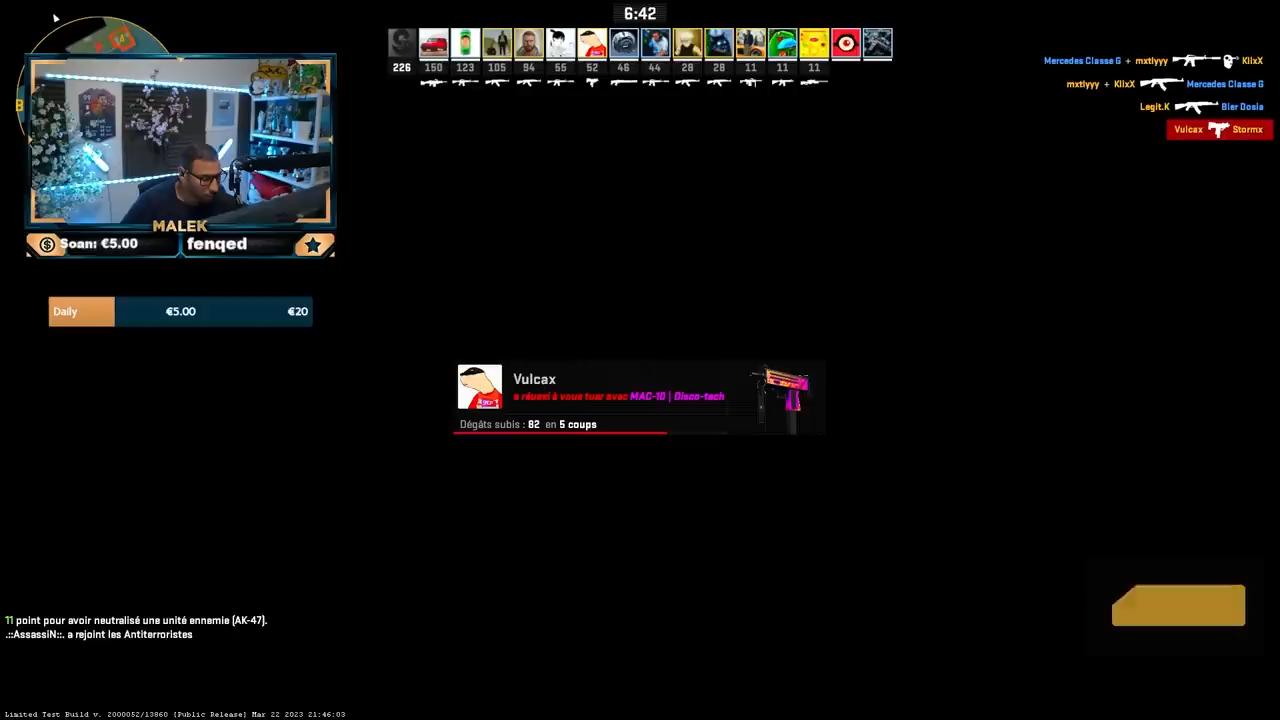 6:42
226 150 123 105 94 55 52 46 44 28 28 11 11 11
Mercedes Classe G + mxtlyyy KlixX
mxtlyyy + KlixX Mercedes Classe G
Legit.K Bier Dosia
Vulcax Stormx
B
MALEK
Soan: €5.00 fenqed
Daily €5.00 €20
Vulcax
a réussi à vous tuer avec MAC-10 | Disco-tech
Dégâts subis : 82 en 5 coups
11 point pour avoir neutralisé une unité ennemie (AK-47).
.::AssassiN::. a rejoint les Antiterroristes
Limited Test Build v. 2000052/13860 [Public Release] Mar 22 2023 21:46:03